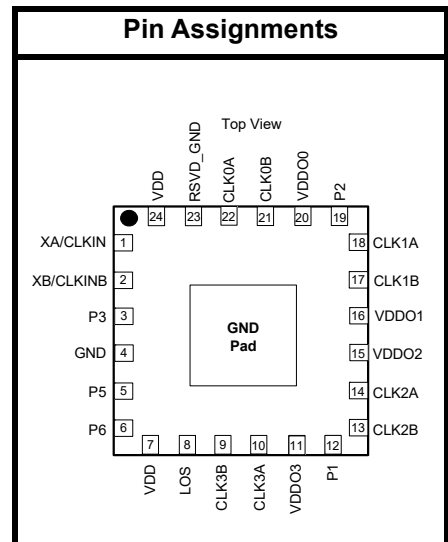 Pin Assignments
Top View
VDD
RSVD_GND
CLK0A
CLK0B
VDDO0
P2
24
23
22
21
20
19
XA/CLKIN 1
XB/CLKINB 2
P3 3
GND 4
P5 5
P6 6
GND
Pad
18 CLK1A
17 CLK1B
16 VDDO1
15 VDDO2
14 CLK2A
13 CLK2B
7
8
9
10
11
12
VDD
LOS
CLK3B
CLK3A
VDDO3
P1